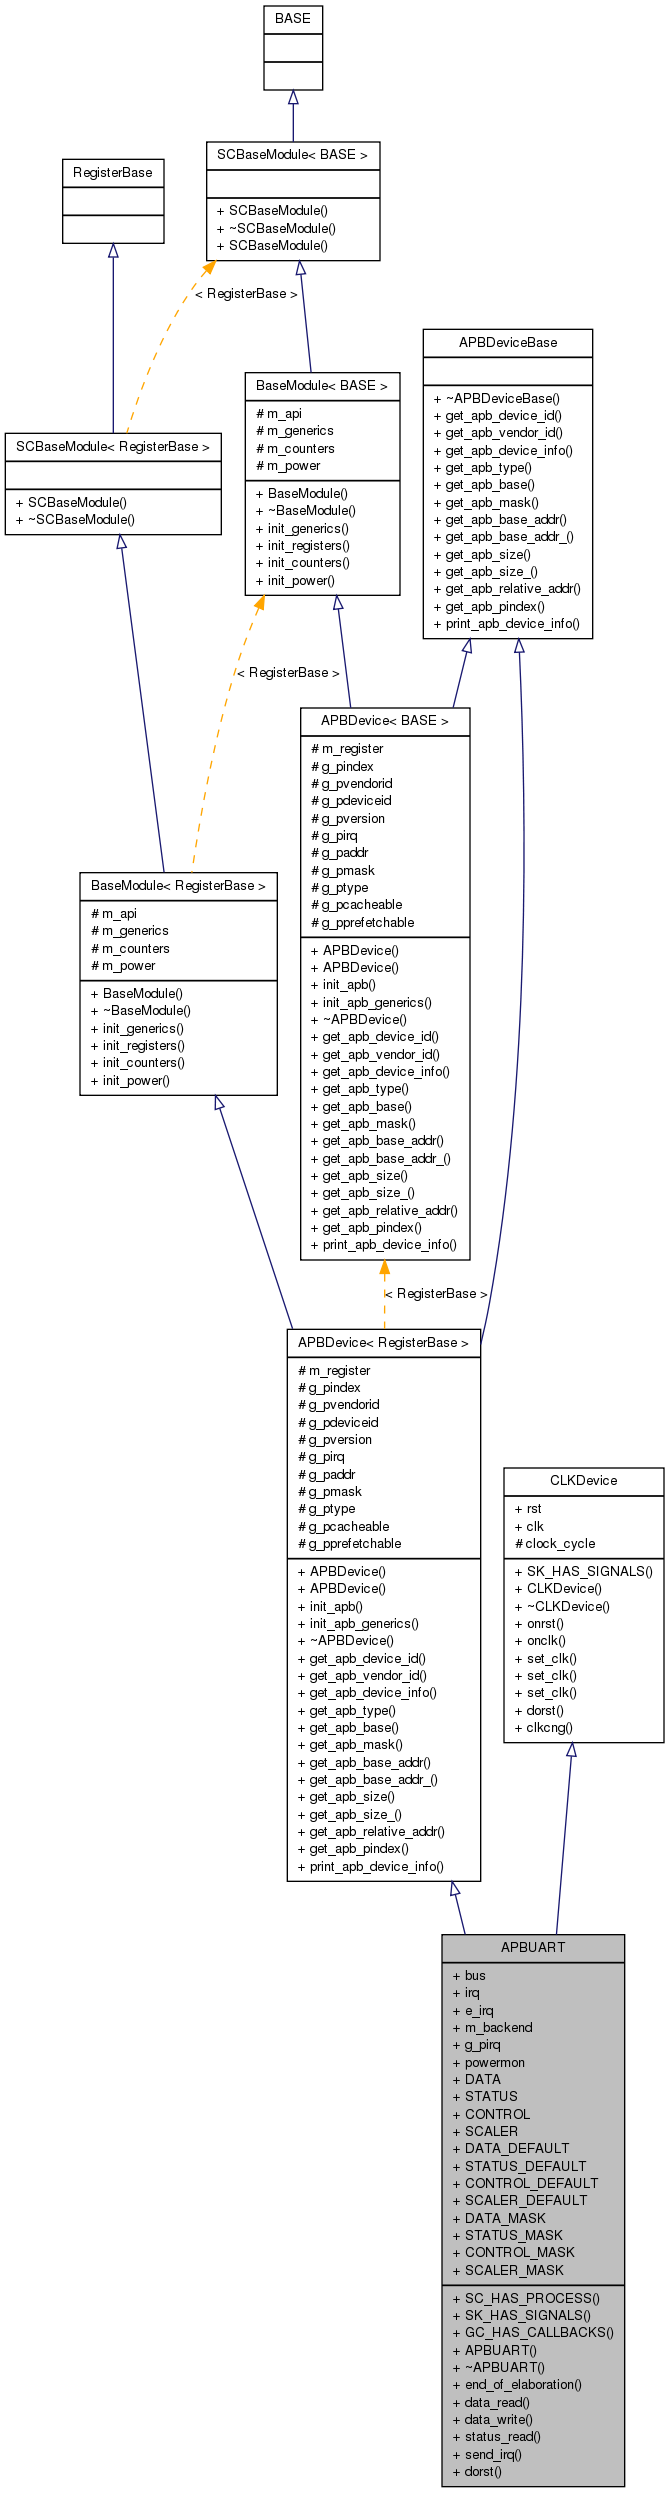 BASE
SCBaseModule< BASE >
+ SCBaseModule()
+ ~SCBaseModule()
+ SCBaseModule()
RegisterBase
< RegisterBase >
APBDeviceBase
+ ~APBDeviceBase()
+ get_apb_device_id()
+ get_apb_vendor_id()
+ get_apb_device_info()
+ get_apb_type()
+ get_apb_base()
+ get_apb_mask()
+ get_apb_base_addr()
+ get_apb_base_addr_()
+ get_apb_size()
+ get_apb_size_()
+ get_apb_relative_addr()
+ get_apb_pindex()
+ print_apb_device_info()
BaseModule< BASE >
# m_api
# m_generics
# m_counters
# m_power
+ BaseModule()
+ ~BaseModule()
+ init_generics()
+ init_registers()
+ init_counters()
+ init_power()
SCBaseModule< RegisterBase >
+ SCBaseModule()
+ ~SCBaseModule()
< RegisterBase >
APBDevice< BASE >
# m_register
# g_pindex
# g_pvendorid
# g_pdeviceid
# g_pversion
# g_pirq
# g_paddr
# g_pmask
# g_ptype
# g_pcacheable
# g_pprefetchable
+ APBDevice()
+ APBDevice()
+ init_apb()
+ init_apb_generics()
+ ~APBDevice()
+ get_apb_device_id()
+ get_apb_vendor_id()
+ get_apb_device_info()
+ get_apb_type()
+ get_apb_base()
+ get_apb_mask()
+ get_apb_base_addr()
+ get_apb_base_addr_()
+ get_apb_size()
+ get_apb_size_()
+ get_apb_relative_addr()
+ get_apb_pindex()
+ print_apb_device_info()
BaseModule< RegisterBase >
# m_api
# m_generics
# m_counters
# m_power
+ BaseModule()
+ ~BaseModule()
+ init_generics()
+ init_registers()
+ init_counters()
+ init_power()
< RegisterBase >
APBDevice< RegisterBase >
# m_register
# g_pindex
# g_pvendorid
# g_pdeviceid
# g_pversion
# g_pirq
# g_paddr
# g_pmask
# g_ptype
# g_pcacheable
# g_pprefetchable
+ APBDevice()
+ APBDevice()
+ init_apb()
+ init_apb_generics()
+ ~APBDevice()
+ get_apb_device_id()
+ get_apb_vendor_id()
+ get_apb_device_info()
+ get_apb_type()
+ get_apb_base()
+ get_apb_mask()
+ get_apb_base_addr()
+ get_apb_base_addr_()
+ get_apb_size()
+ get_apb_size_()
+ get_apb_relative_addr()
+ get_apb_pindex()
+ print_apb_device_info()
CLKDevice
+ rst
+ clk
# clock_cycle
+ SK_HAS_SIGNALS()
+ CLKDevice()
+ ~CLKDevice()
+ onrst()
+ onclk()
+ set_clk()
+ set_clk()
+ set_clk()
+ dorst()
+ clkcng()
APBUART
+ bus
+ irq
+ e_irq
+ m_backend
+ g_pirq
+ powermon
+ DATA
+ STATUS
+ CONTROL
+ SCALER
+ DATA_DEFAULT
+ STATUS_DEFAULT
+ CONTROL_DEFAULT
+ SCALER_DEFAULT
+ DATA_MASK
+ STATUS_MASK
+ CONTROL_MASK
+ SCALER_MASK
+ SC_HAS_PROCESS()
+ SK_HAS_SIGNALS()
+ GC_HAS_CALLBACKS()
+ APBUART()
+ ~APBUART()
+ end_of_elaboration()
+ data_read()
+ data_write()
+ status_read()
+ send_irq()
+ dorst()